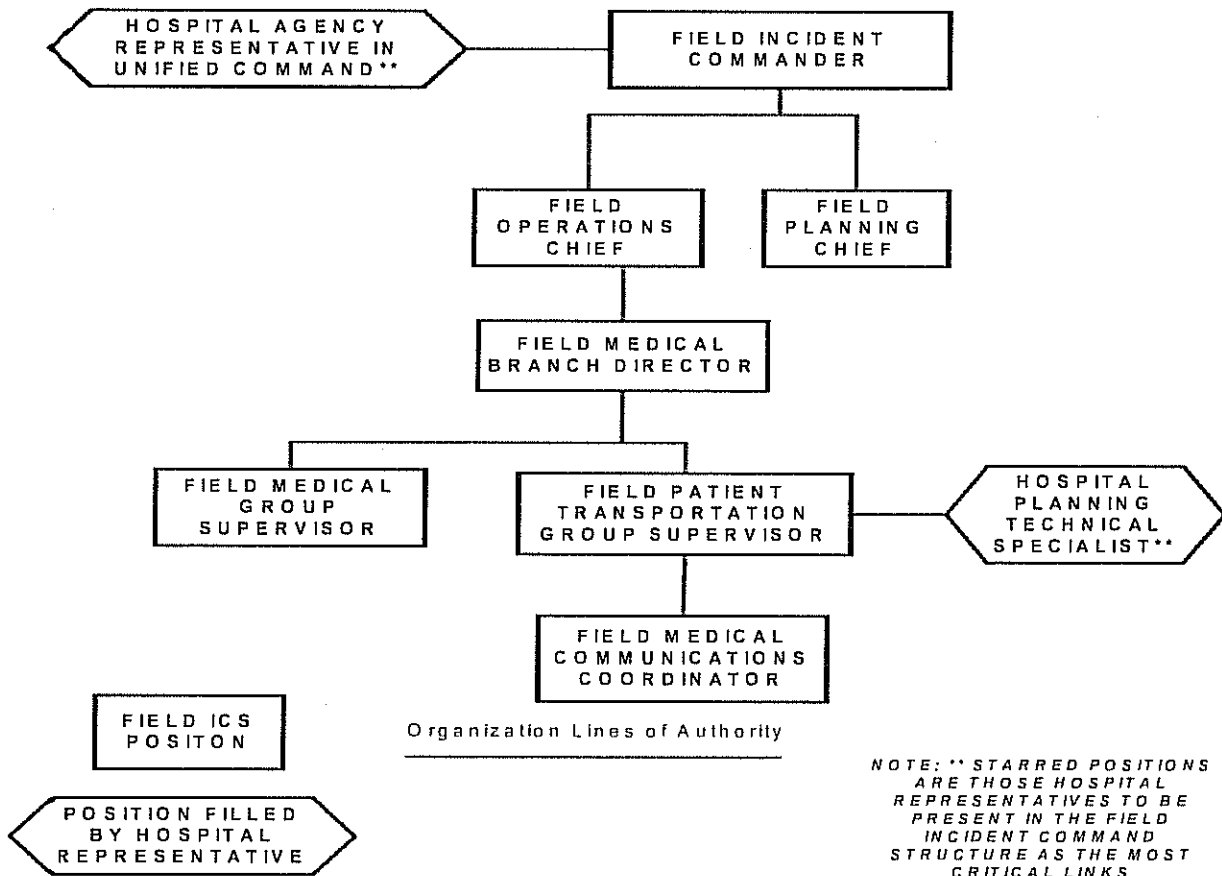 HOSPITAL AGENCY
REPRESENTATIVE IN
UNIFIED COMMAND**
FIELD INCIDENT
COMMANDER
FIELD
OPERATIONS
CHIEF
FIELD
PLANNING
CHIEF
FIELD MEDICAL
BRANCH DIRECTOR
FIELD MEDICAL
GROUP
SUPERVISOR
FIELD PATIENT
TRANSPORTATION
GROUP SUPERVISOR
HOSPITAL
PLANNING
TECHNICAL
SPECIALIST**
FIELD MEDICAL
COMMUNICATIONS
COORDINATOR
FIELD ICS
POSITON
Organization Lines of Authority
POSITION FILLED
BY HOSPITAL
REPRESENTATIVE
NOTE: ** STARRED POSITIONS
ARE THOSE HOSPITAL
REPRESENTATIVES TO BE
PRESENT IN THE FIELD
INCIDENT COMMAND
STRUCTURE AS THE MOST
CRITICAL LINKS